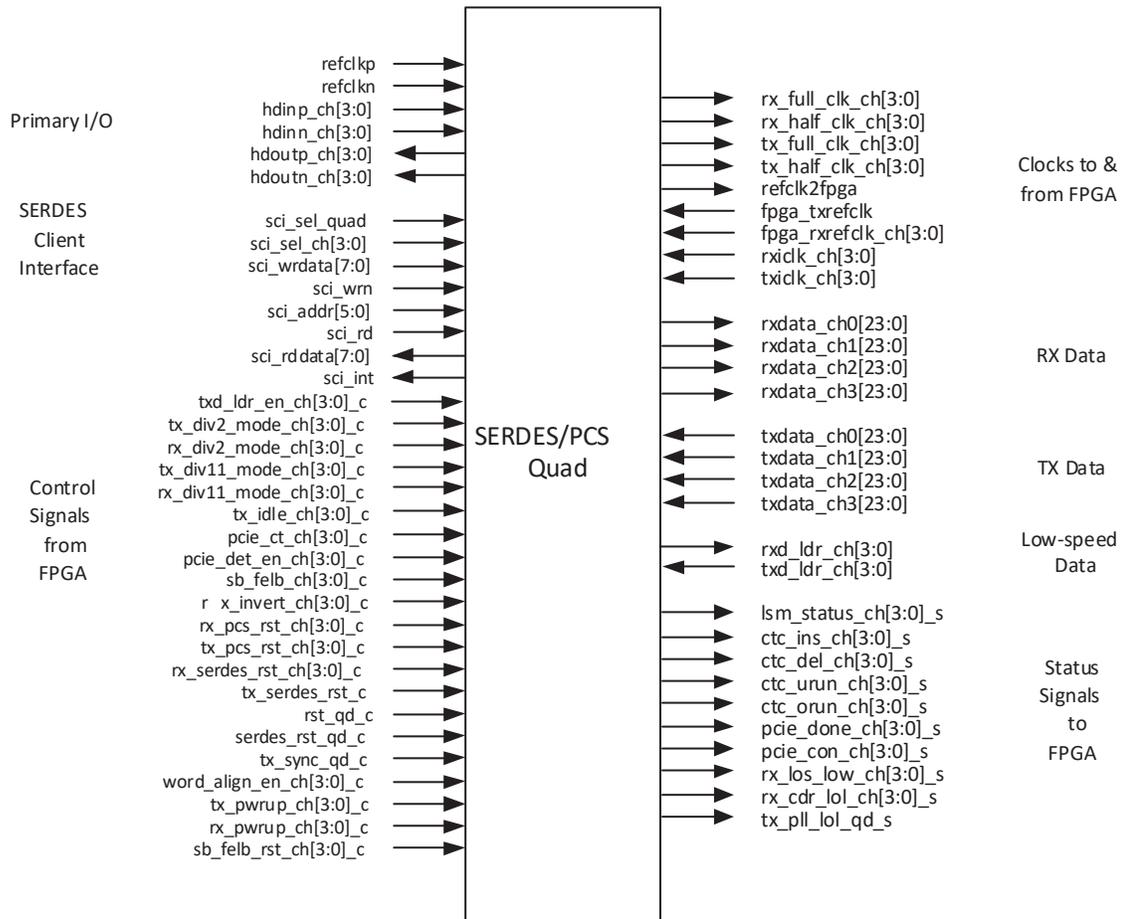 refclkp
refclkn
Primary I/O
hdinp_ch[3:0]
hdinn_ch[3:0]
hdoutp_ch[3:0]
hdoutn_ch[3:0]
SERDES
Client
Interface
sci_sel_quad
sci_sel_ch[3:0]
sci_wrdata[7:0]
sci_wrn
sci_addr[5:0]
sci_rd
sci_rddata[7:0]
sci_int
Control
Signals
from
FPGA
txd_ldr_en_ch[3:0]_c
tx_div2_mode_ch[3:0]_c
rx_div2_mode_ch[3:0]_c
tx_div11_mode_ch[3:0]_c
rx_div11_mode_ch[3:0]_c
tx_idle_ch[3:0]_c
pcie_ct_ch[3:0]_c
pcie_det_en_ch[3:0]_c
sb_felb_ch[3:0]_c
r x_invert_ch[3:0]_c
rx_pcs_rst_ch[3:0]_c
tx_pcs_rst_ch[3:0]_c
rx_serdes_rst_ch[3:0]_c
tx_serdes_rst_c
rst_qd_c
serdes_rst_qd_c
tx_sync_qd_c
word_align_en_ch[3:0]_c
tx_pwrup_ch[3:0]_c
rx_pwrup_ch[3:0]_c
sb_felb_rst_ch[3:0]_c
SERDES/PCS
Quad
rx_full_clk_ch[3:0]
rx_half_clk_ch[3:0]
tx_full_clk_ch[3:0]
tx_half_clk_ch[3:0]
refclk2fpga
fpga_txrefclk
fpga_rxrefclk_ch[3:0]
rxiclk_ch[3:0]
txiclk_ch[3:0]
Clocks to &
from FPGA
rxdata_ch0[23:0]
rxdata_ch1[23:0]
rxdata_ch2[23:0]
rxdata_ch3[23:0]
RX Data
txdata_ch0[23:0]
txdata_ch1[23:0]
txdata_ch2[23:0]
txdata_ch3[23:0]
TX Data
rxd_ldr_ch[3:0]
txd_ldr_ch[3:0]
Low-speed
Data
lsm_status_ch[3:0]_s
ctc_ins_ch[3:0]_s
ctc_del_ch[3:0]_s
ctc_urun_ch[3:0]_s
ctc_orun_ch[3:0]_s
pcie_done_ch[3:0]_s
pcie_con_ch[3:0]_s
rx_los_low_ch[3:0]_s
rx_cdr_lol_ch[3:0]_s
tx_pll_lol_qd_s
Status
Signals
to
FPGA